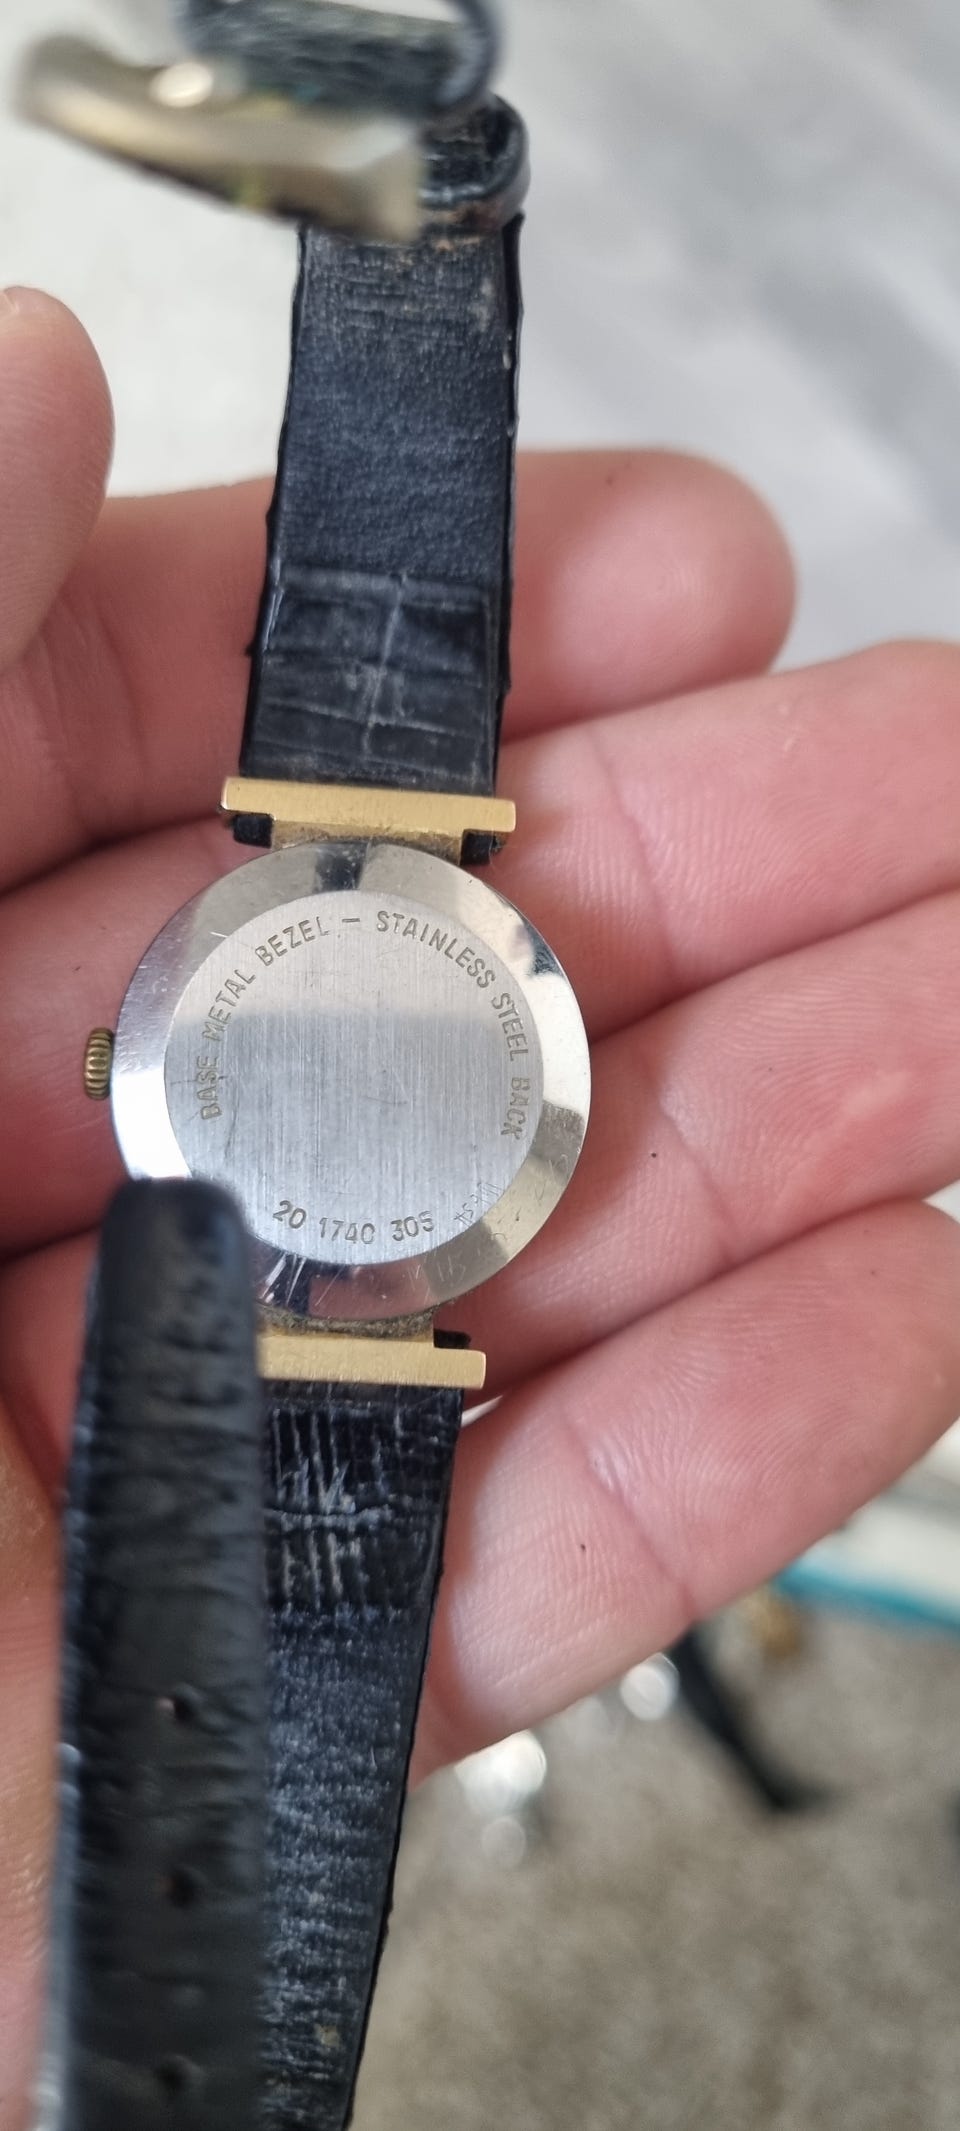 BASE METAL BEZEL – STAINLESS STEEL BACK
20 1740 305